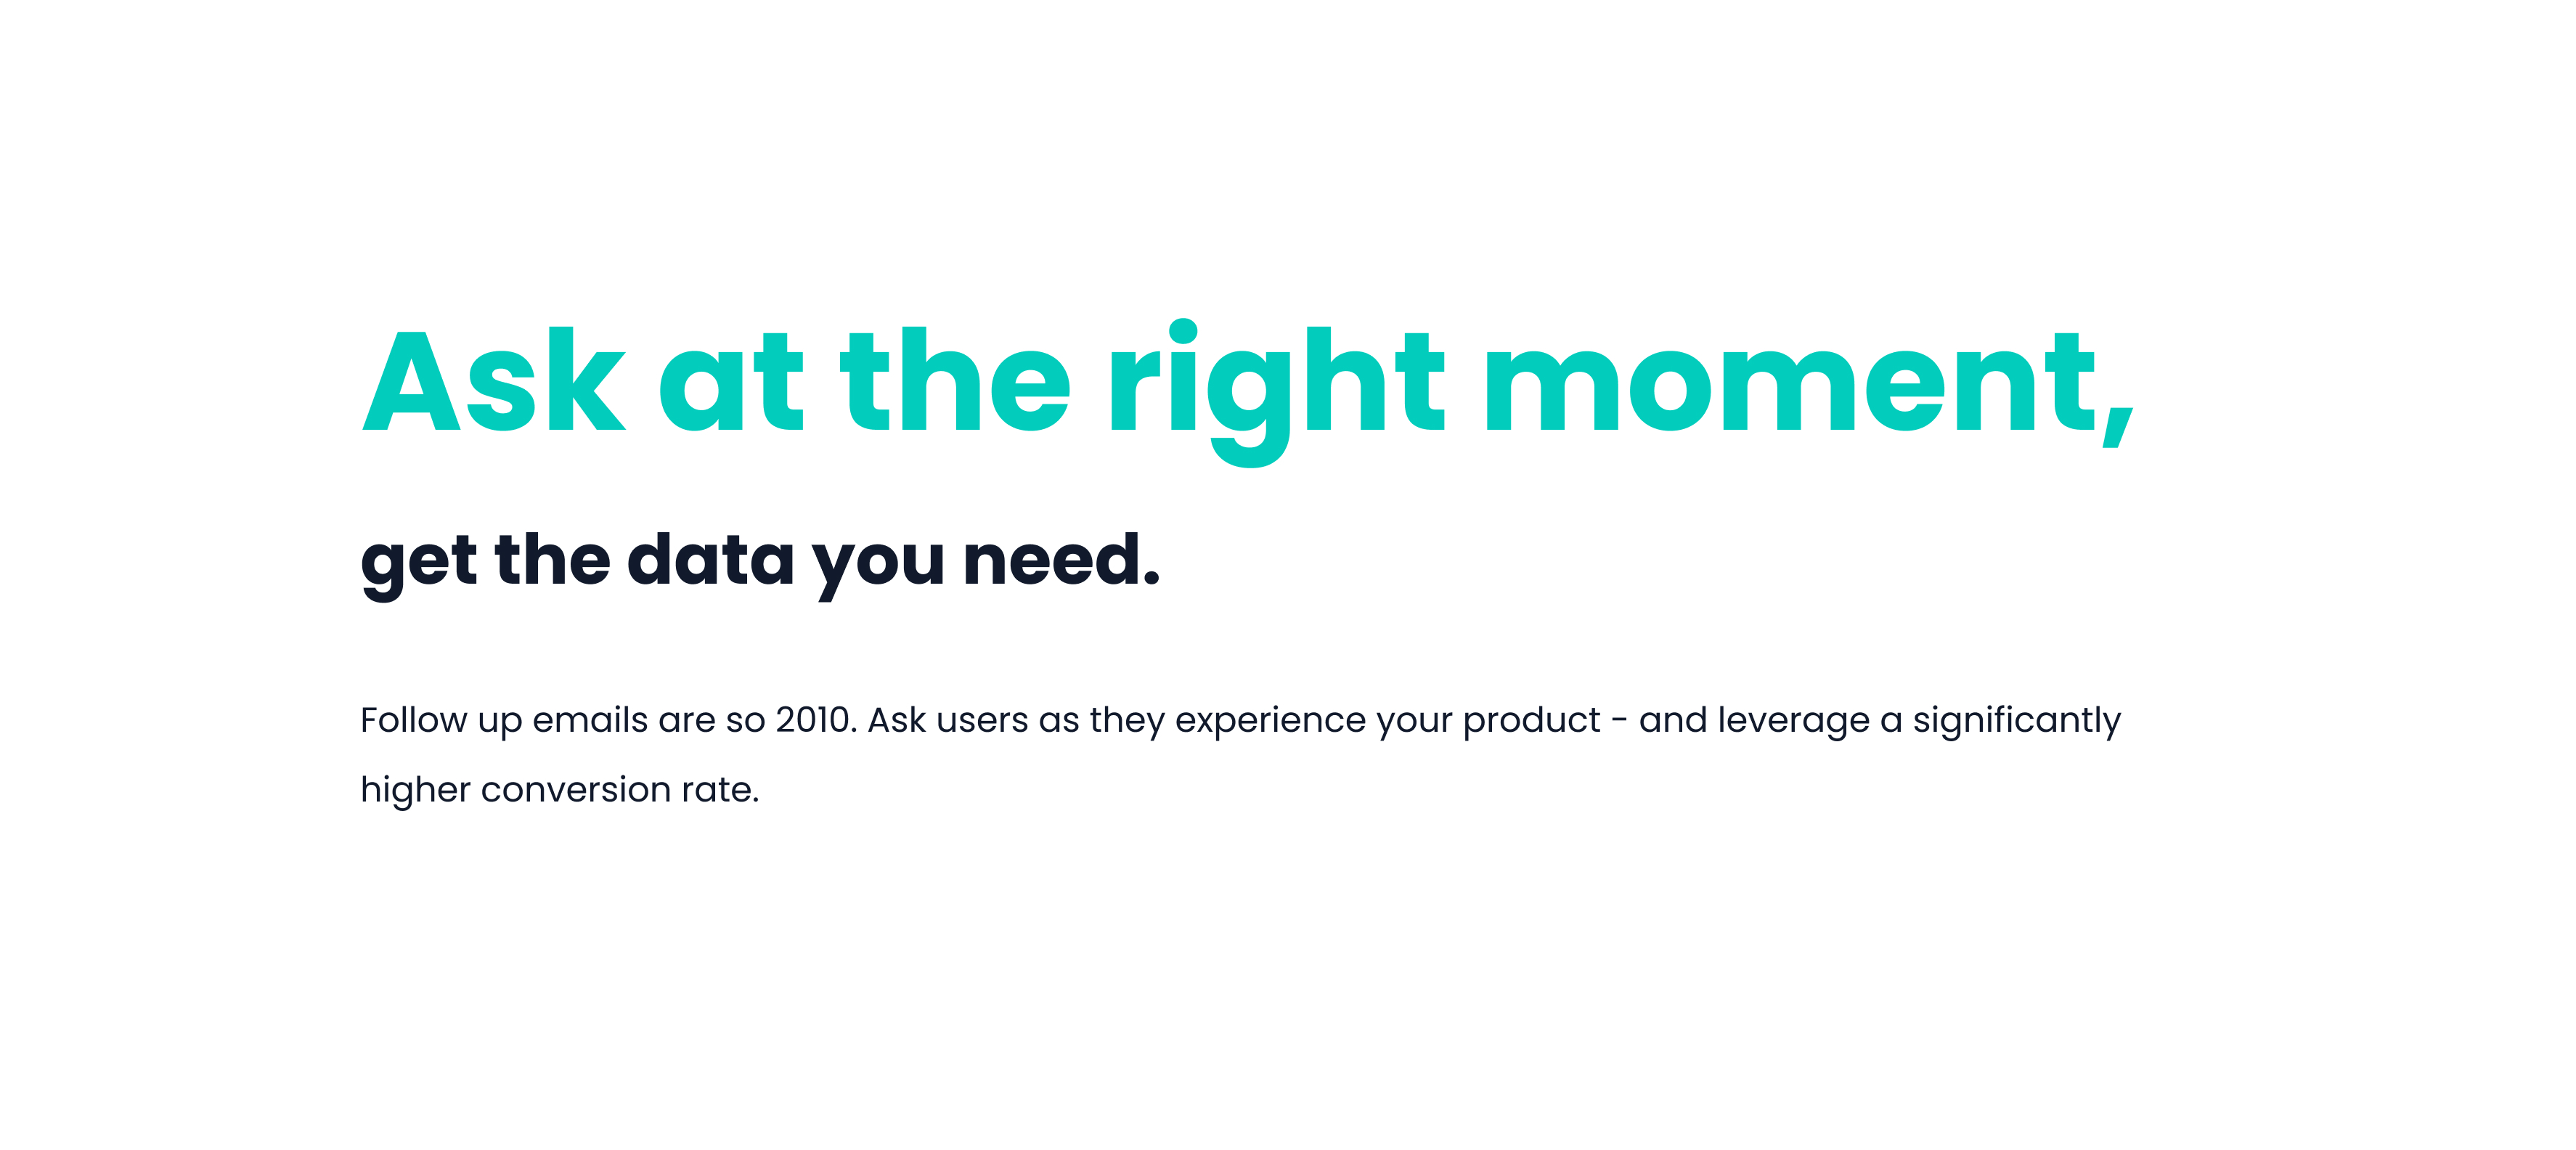 Ask at the right moment,
get the data you need.
Follow up emails are so 2010. Ask users as they experience your product - and leverage a significantly
higher conversion rate.